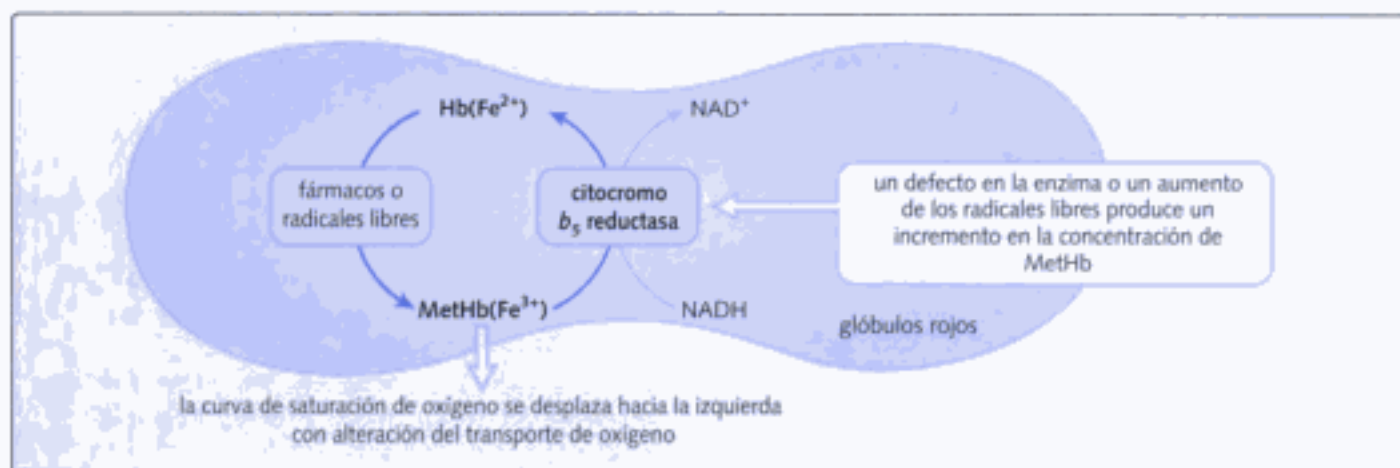 Hb(Fe²⁺)
NAD⁺
fármacos o
radicales libres
citocromo
b₅ reductasa
un defecto en la enzima o un aumento
de los radicales libres produce un
incremento en la concentración de
MetHb
MetHb(Fe³⁺)
NADH
glóbulos rojos
la curva de saturación de oxígeno se desplaza hacia la izquierda
con alteración del transporte de oxígeno